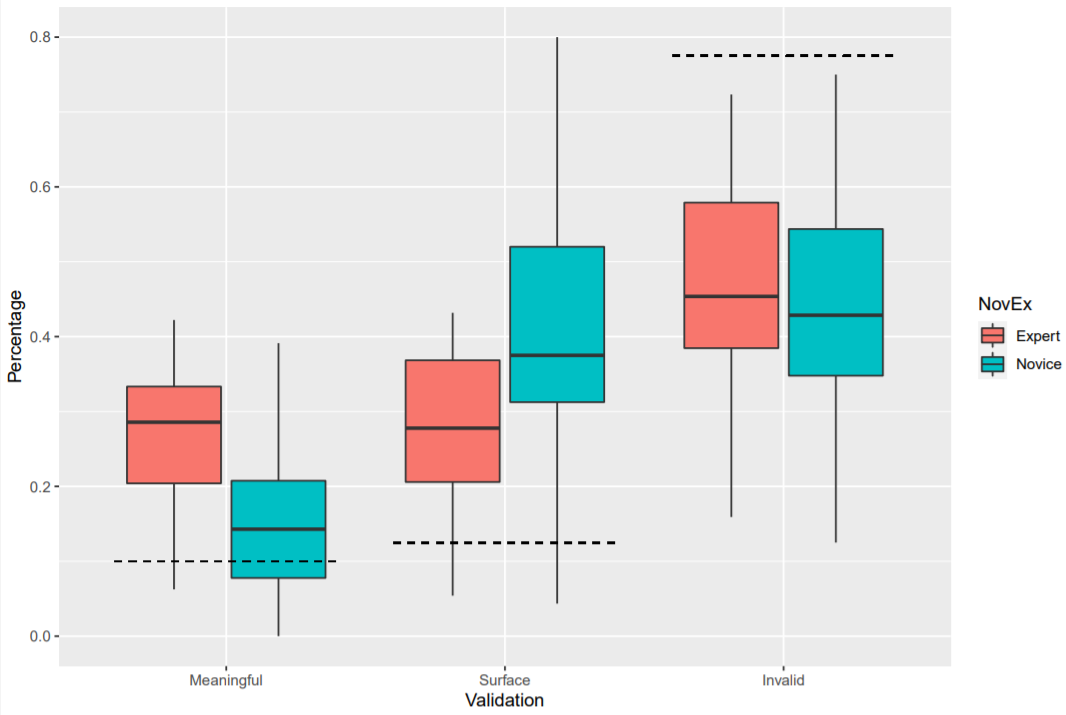 0.8
0.6
0.4
0.2
0.0
Percentage
Meaningful
Surface
Invalid
Validation
NovEx
Expert
Novice